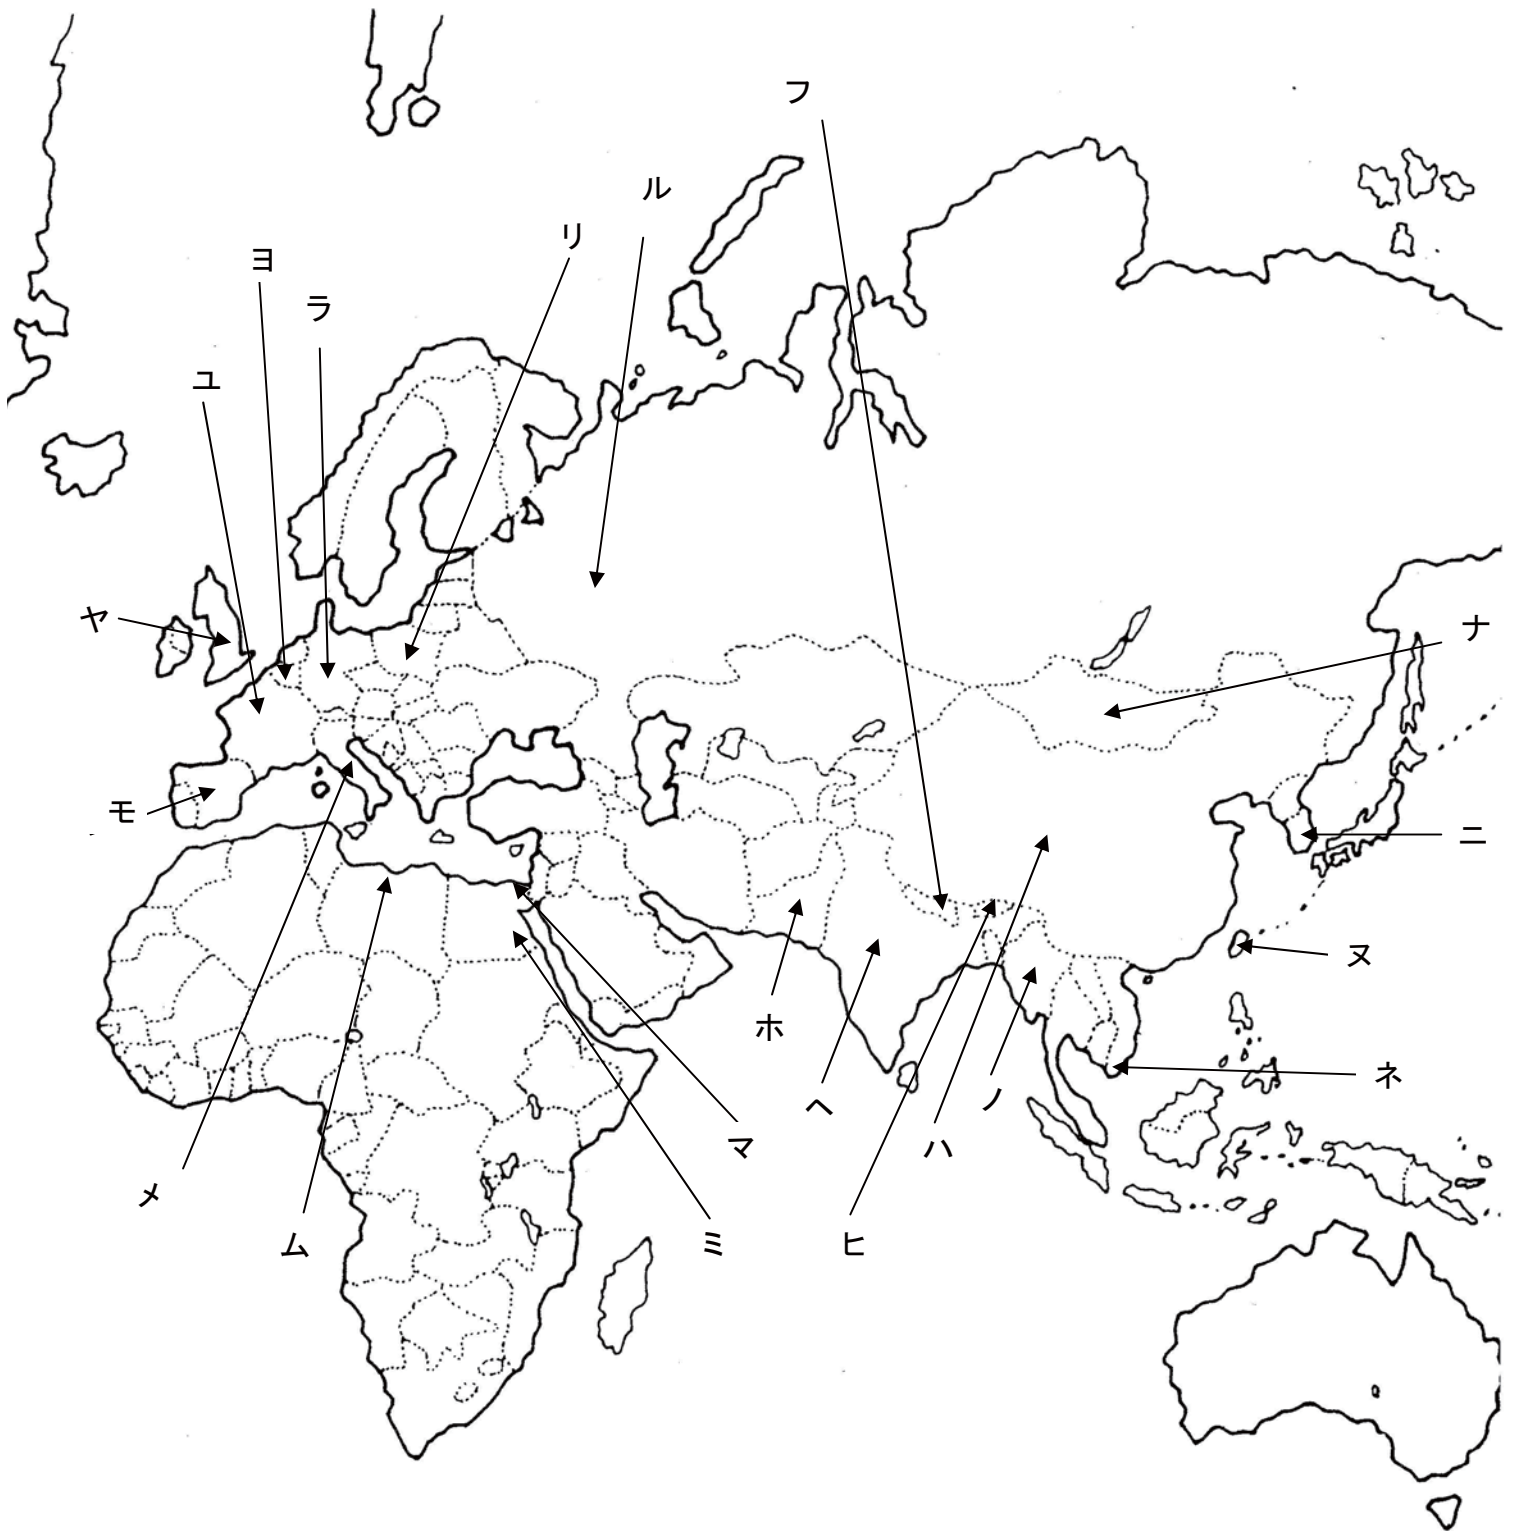 フ
ル
リ
ヨ
ラ
ユ
ヤ
ナ
モ
ニ
ヌ
ホ
ネ
ヘ
ノ
マ
ハ
メ
ム
ミ
ヒ